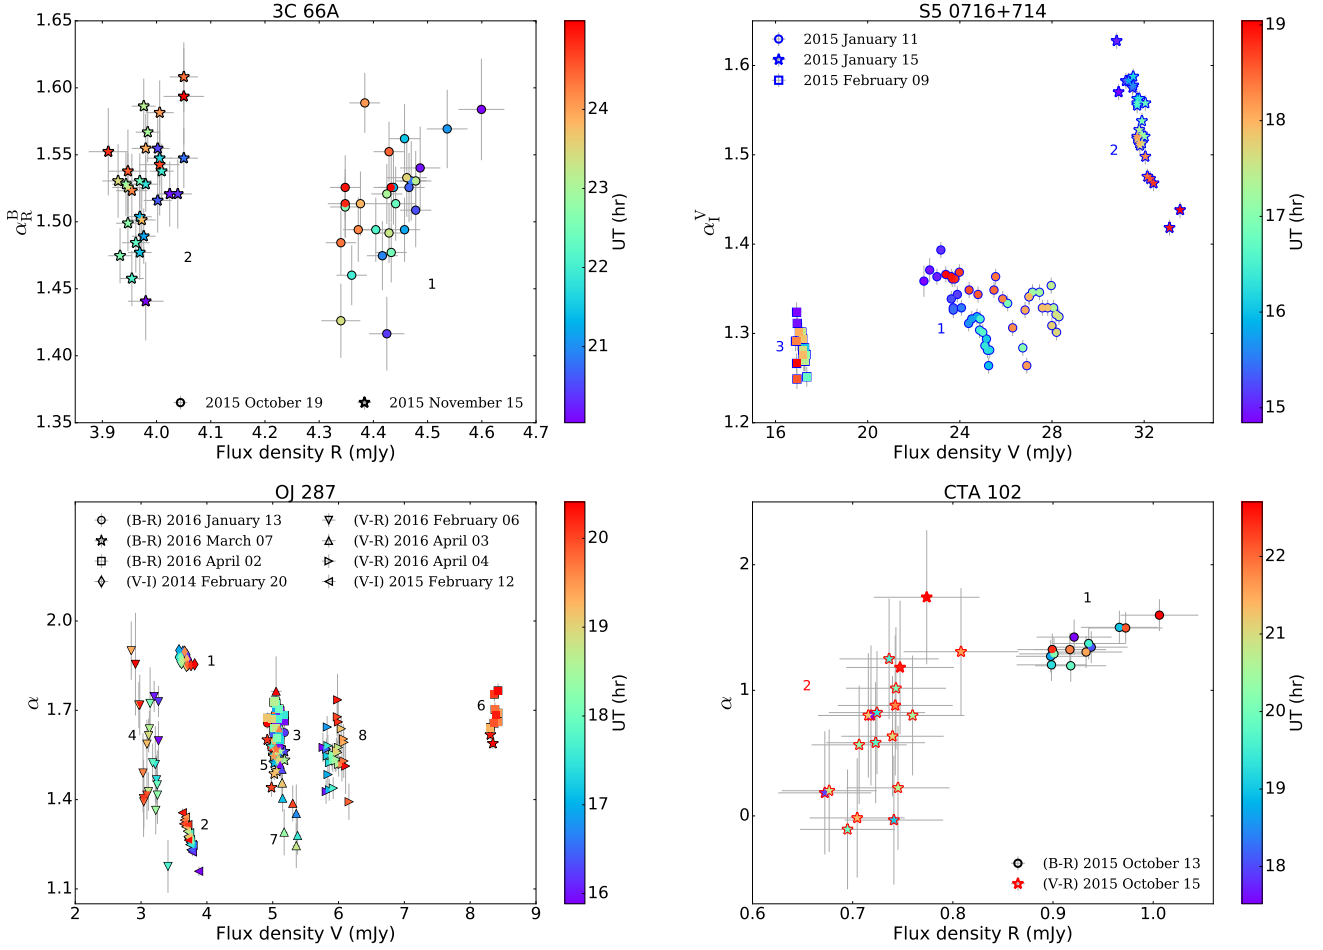 3C 66A
1.65
1.60
1.55
1.50
1.45
1.40
1.35
α_R^B
2
1
2015 October 19
2015 November 15
3.9 4.0 4.1 4.2 4.3 4.4 4.5 4.6 4.7
Flux density R (mJy)
24
23
22
21
UT (hr)
S5 0716+714
1.6
1.5
1.4
1.3
1.2
α_I^V
2015 January 11
2015 January 15
2015 February 09
2
1
3
16 20 24 28 32
Flux density V (mJy)
19
18
17
16
15
UT (hr)
OJ 287
(B-R) 2016 January 13
(B-R) 2016 March 07
(B-R) 2016 April 02
(V-I) 2014 February 20
(V-R) 2016 February 06
(V-R) 2016 April 03
(V-R) 2016 April 04
(V-I) 2015 February 12
2.0
1.7
1.4
1.1
α
1
6
4
3
8
5
2
7
2 3 4 5 6 7 8 9
Flux density V (mJy)
20
19
18
17
16
UT (hr)
CTA 102
2
1
0
α
1
2
(B-R) 2015 October 13
(V-R) 2015 October 15
0.6 0.7 0.8 0.9 1.0
Flux density R (mJy)
22
21
20
19
18
UT (hr)